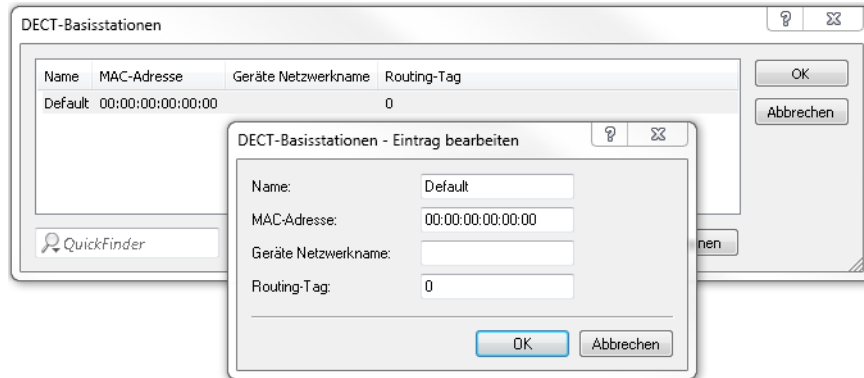 DECT-Basisstationen
Name MAC-Adresse Geräte Netzwerkname Routing-Tag
Default 00:00:00:00:00:00 0
OK
Abbrechen
QuickFinder
nen
DECT-Basisstationen - Eintrag bearbeiten
Name: Default
MAC-Adresse: 00:00:00:00:00:00
Geräte Netzwerkname:
Routing-Tag: 0
OK Abbrechen